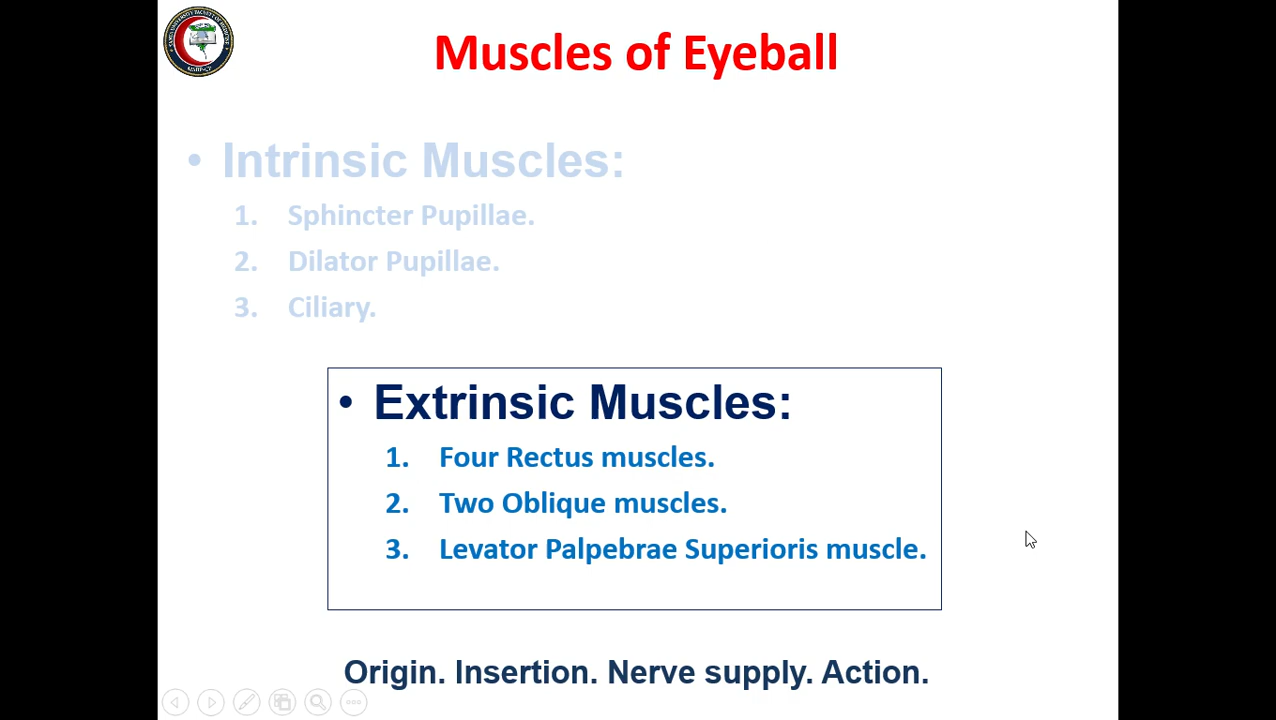 Muscles of Eyeball
• Intrinsic Muscles:
1. Sphincter Pupillae.
2. Dilator Pupillae.
3. Ciliary.
• Extrinsic Muscles:
1. Four Rectus muscles.
2. Two Oblique muscles.
3. Levator Palpebrae Superioris muscle.
Origin. Insertion. Nerve supply. Action.